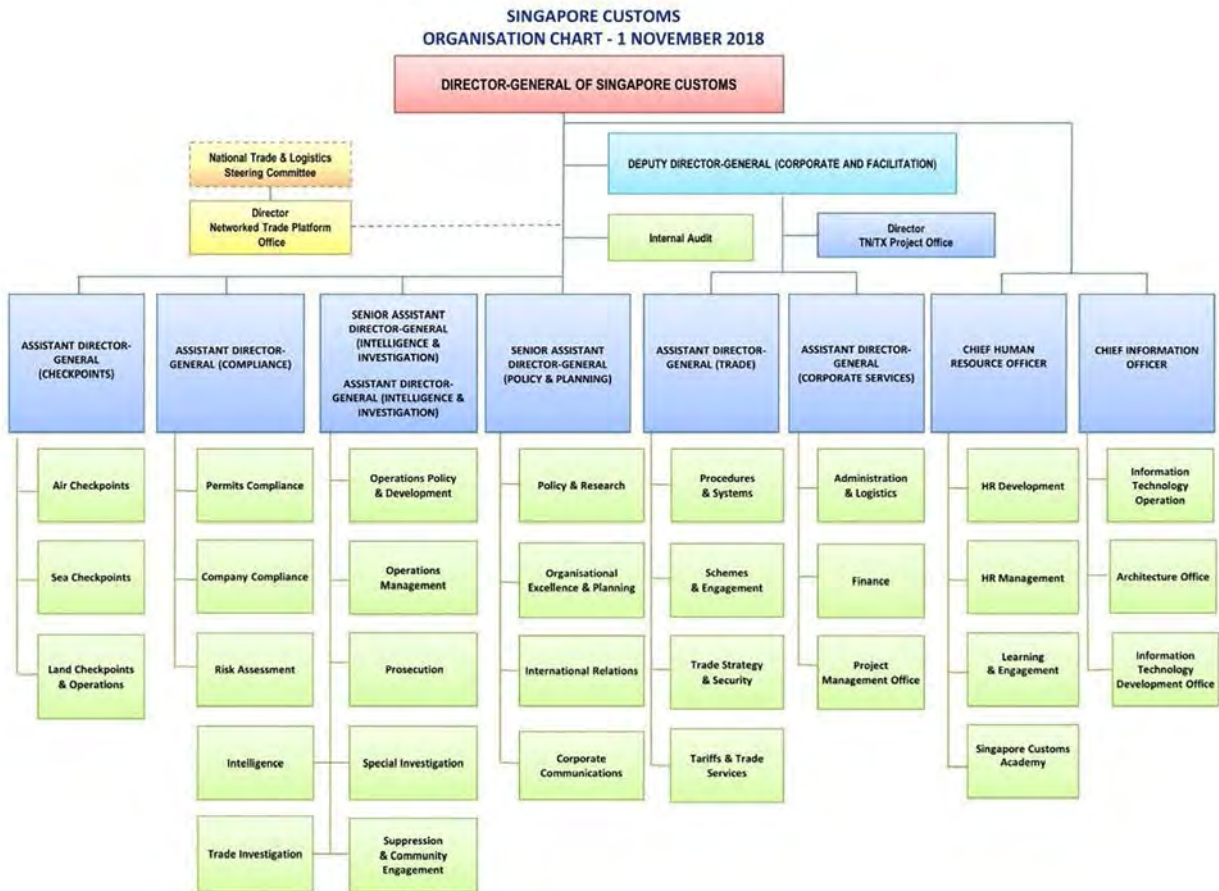 SINGAPORE CUSTOMS
ORGANISATION CHART - 1 NOVEMBER 2018
DIRECTOR-GENERAL OF SINGAPORE CUSTOMS
National Trade & Logistics
Steering Committee
DEPUTY DIRECTOR-GENERAL (CORPORATE AND FACILITATION)
Director
Networked Trade Platform
Office
Internal Audit
Director
TN/TX Project Office
ASSISTANT DIRECTOR-
GENERAL
(CHECKPOINTS)
ASSISTANT DIRECTOR-
GENERAL (COMPLIANCE)
SENIOR ASSISTANT
DIRECTOR-GENERAL
(INTELLIGENCE &
INVESTIGATION)
ASSISTANT DIRECTOR-
GENERAL (INTELLIGENCE &
INVESTIGATION)
SENIOR ASSISTANT
DIRECTOR-GENERAL
(POLICY & PLANNING)
ASSISTANT DIRECTOR-
GENERAL (TRADE)
ASSISTANT DIRECTOR-
GENERAL
(CORPORATE SERVICES)
CHIEF HUMAN
RESOURCE OFFICER
CHIEF INFORMATION
OFFICER
Air Checkpoints
Permits Compliance
Operations Policy
& Development
Policy & Research
Procedures
& Systems
Administration
& Logistics
HR Development
Information
Technology
Operation
Sea Checkpoints
Company Compliance
Operations
Management
Organisational
Excellence & Planning
Schemes
& Engagement
Finance
HR Management
Architecture Office
Land Checkpoints
& Operations
Risk Assessment
Prosecution
International Relations
Trade Strategy
& Security
Project
Management Office
Learning
& Engagement
Information
Technology
Development Office
Intelligence
Special Investigation
Corporate
Communications
Tariffs & Trade
Services
Singapore Customs
Academy
Trade Investigation
Suppression
& Community
Engagement